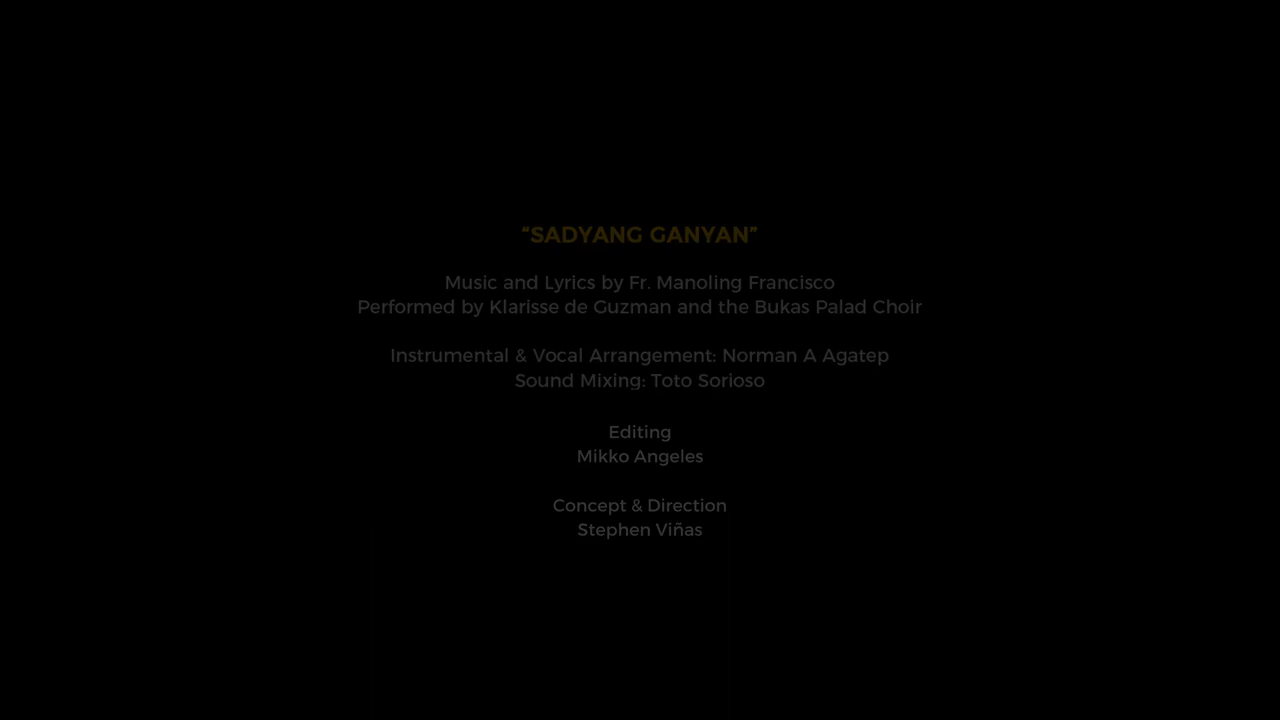 “SADYANG GANYAN”
Music and Lyrics by Fr. Manoling Francisco
Performed by Klarisse de Guzman and the Bukas Palad Choir
Instrumental & Vocal Arrangement: Norman A Agatep
Sound Mixing: Toto Sorioso
Editing
Mikko Angeles
Concept & Direction
Stephen Viñas